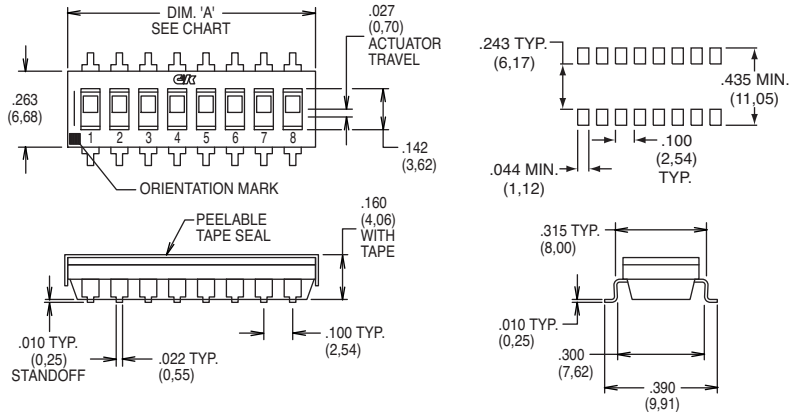 DIM. 'A'
SEE CHART
.027
(0,70)
ACTUATOR
TRAVEL
.263
(6,68)
C&K
1 2 3 4 5 6 7 8
.142
(3,62)
ORIENTATION MARK
.243 TYP.
(6,17)
.435 MIN.
(11,05)
.100
(2,54)
TYP.
.044 MIN.
(1,12)
PEELABLE
TAPE SEAL
.160
(4,06)
WITH
TAPE
.010 TYP.
(0,25)
STANDOFF
.022 TYP.
(0,55)
.100 TYP.
(2,54)
.315 TYP.
(8,00)
.010 TYP.
(0,25)
.300
(7,62)
.390
(9,91)